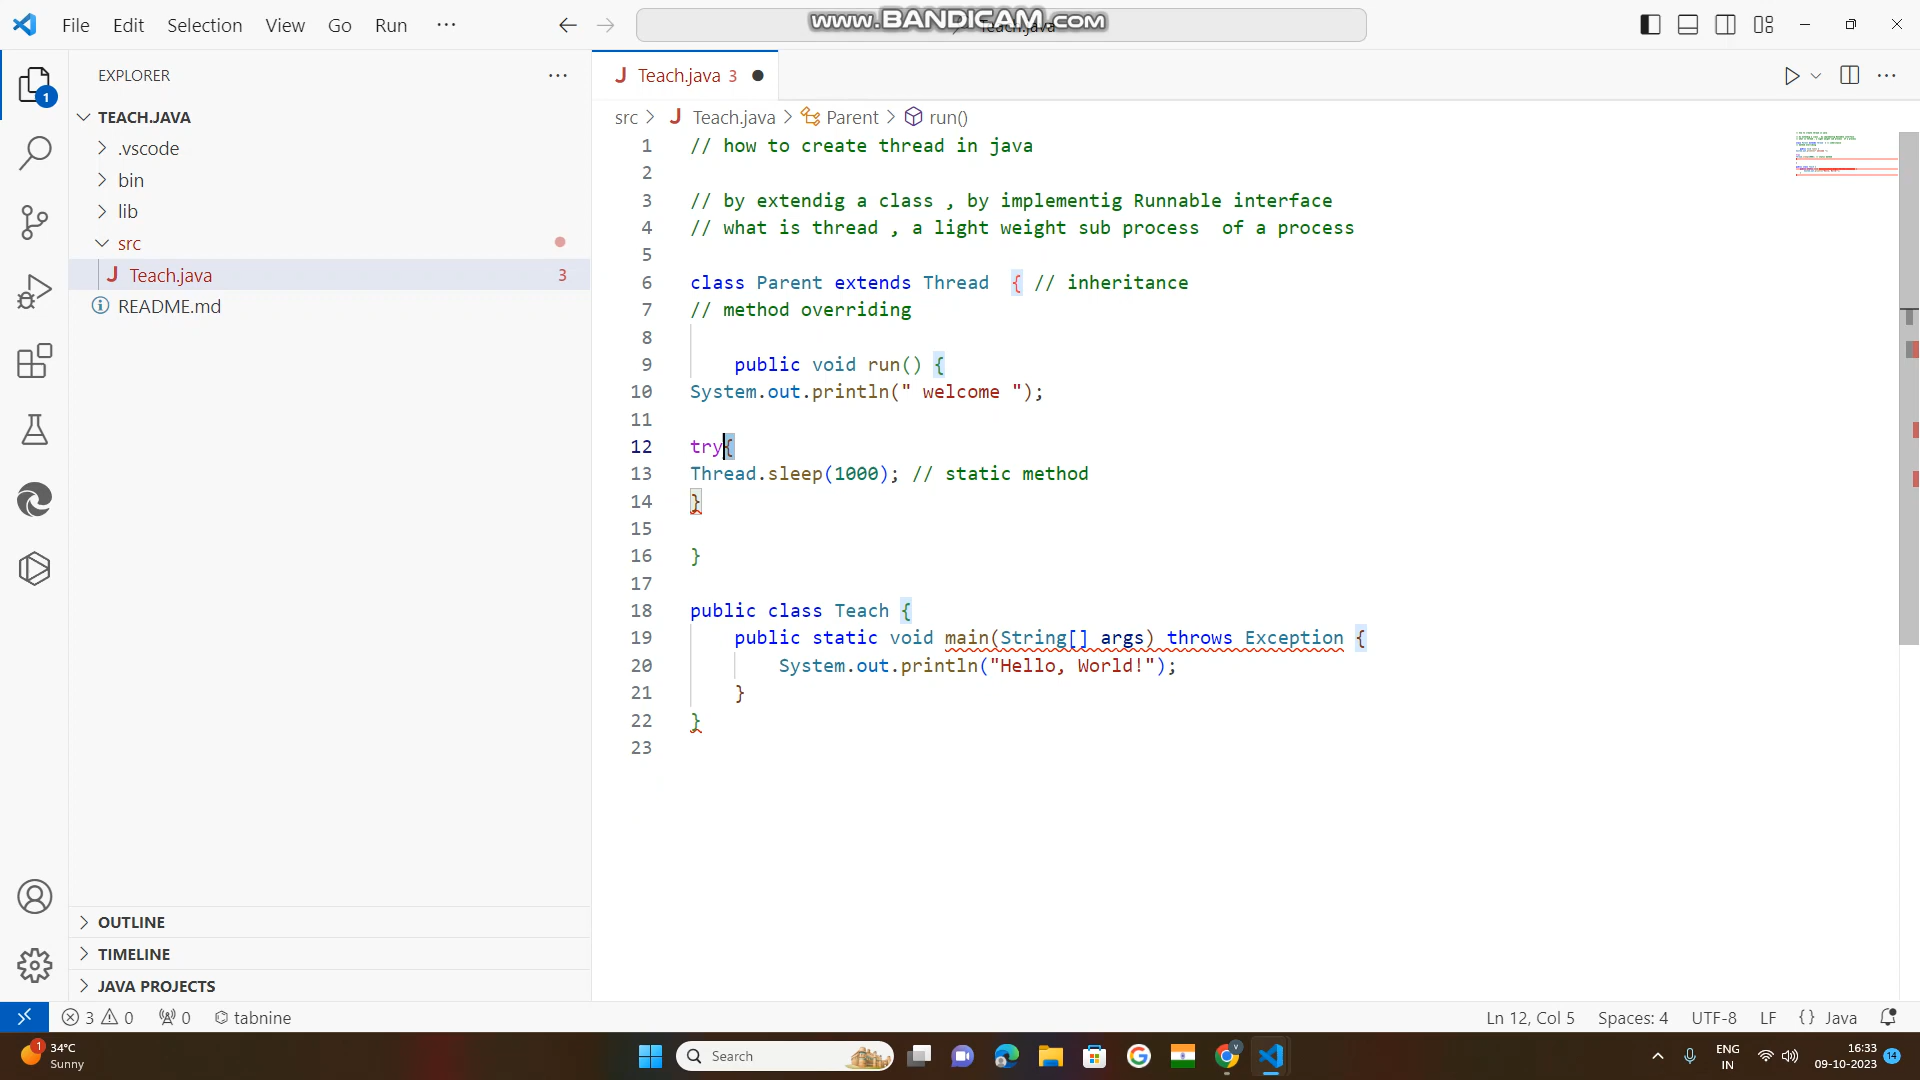 File Edit Selection View Go Run ···
www.BANDICAM.com
Teach.java
EXPLORER
1
TEACH.JAVA
.vscode
bin
lib
src
Teach.java 3
README.md
OUTLINE
TIMELINE
JAVA PROJECTS
Teach.java 3
src > Teach.java > Parent > run()
1 // how to create thread in java
2
3 // by extendig a class , by implementig Runnable interface
4 // what is thread , a light weight sub process  of a process
5
6 class Parent extends Thread  { // inheritance
7 // method overriding
8
9     public void run() {
10 System.out.println(" welcome ");
11
12 try{
13 Thread.sleep(1000); // static method
14 }
15
16 }
17
18 public class Teach {
19     public static void main(String[] args) throws Exception {
20         System.out.println("Hello, World!");
21     }
22 }
23
3 0 0 tabnine
Ln 12, Col 5 Spaces: 4 UTF-8 LF {} Java
1 34°C
Sunny
Search
V
ENG
IN
16:33
09-10-2023
14